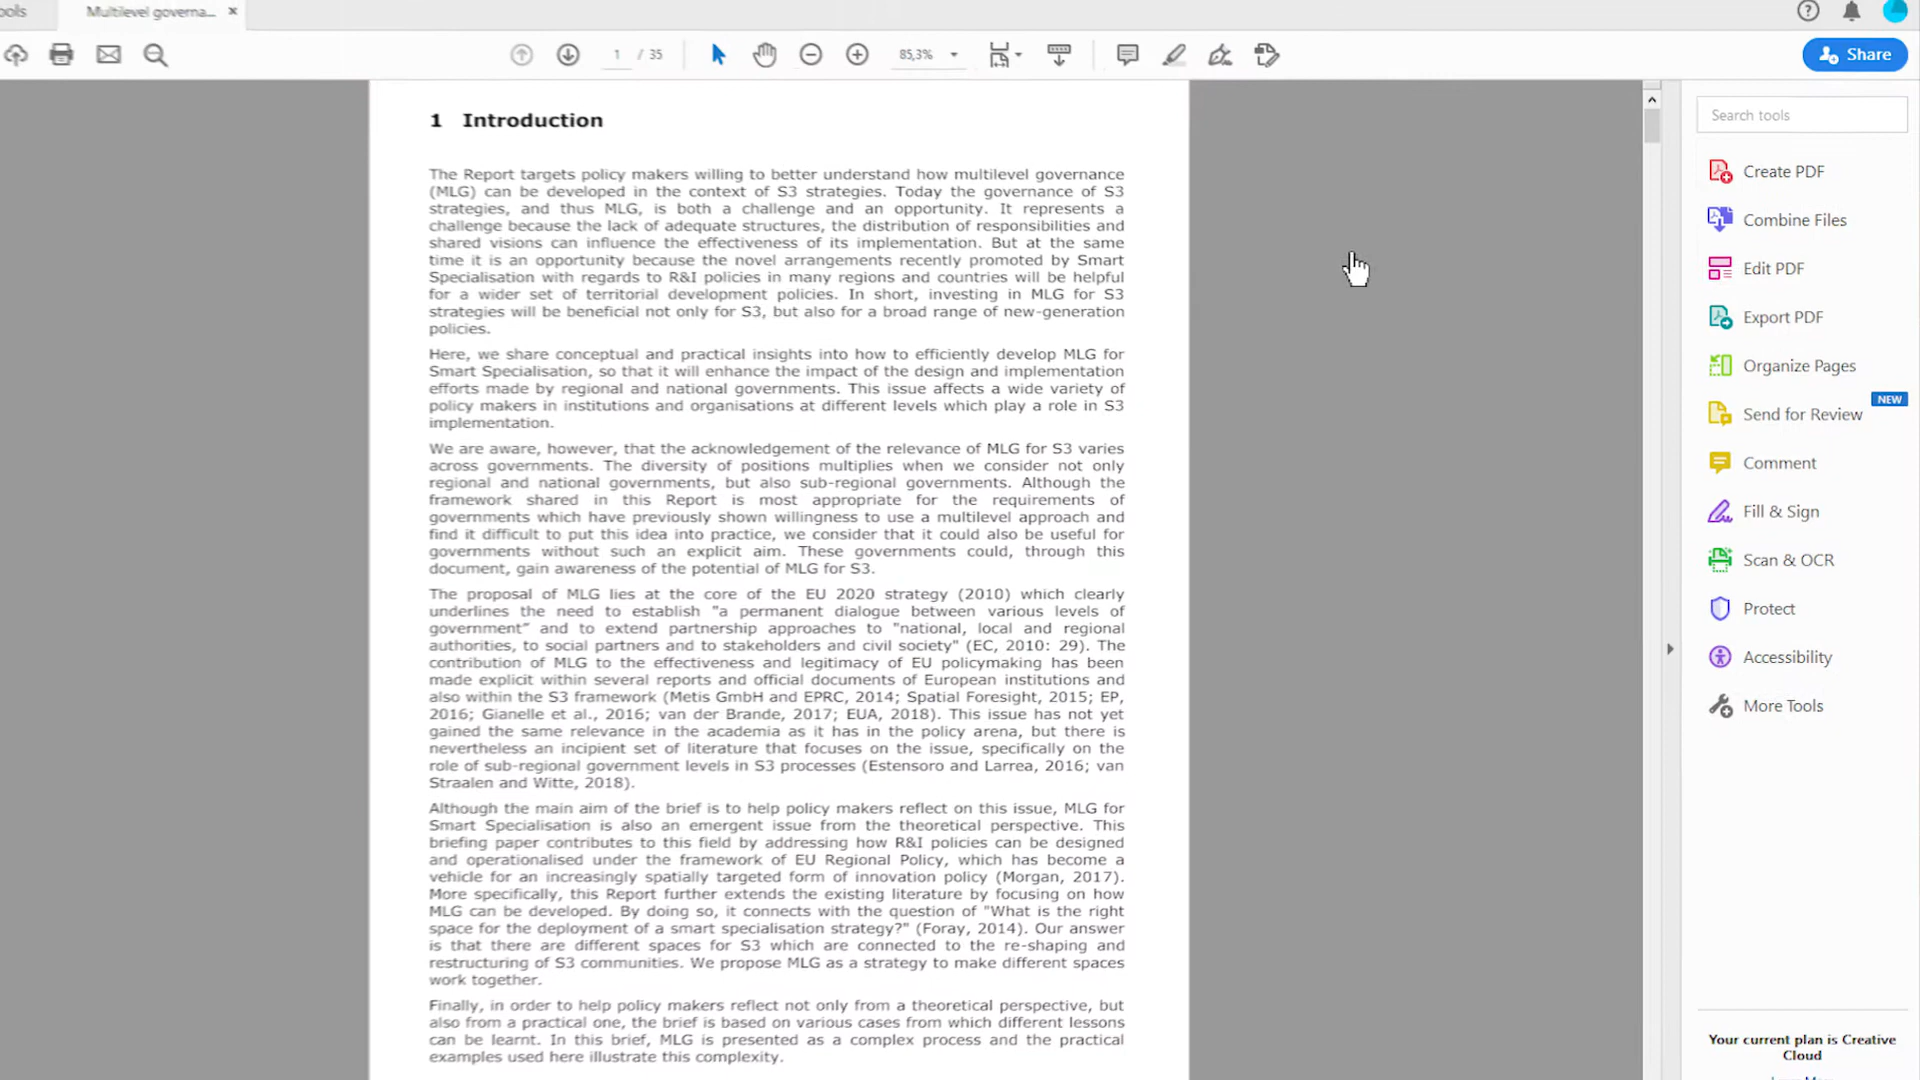 ools
Multilevel governa... ×
1 / 35
85,3%
Share
1 Introduction
The Report targets policy makers willing to better understand how multilevel governance
(MLG) can be developed in the context of S3 strategies. Today the governance of S3
strategies, and thus MLG, is both a challenge and an opportunity. It represents a
challenge because the lack of adequate structures, the distribution of responsibilities and
shared visions can influence the effectiveness of its implementation. But at the same
time it is an opportunity because the novel arrangements recently promoted by Smart
Specialisation with regards to R&I policies in many regions and countries will be helpful
for a wider set of territorial development policies. In short, investing in MLG for S3
strategies will be beneficial not only for S3, but also for a broad range of new-generation
policies.
Here, we share conceptual and practical insights into how to efficiently develop MLG for
Smart Specialisation, so that it will enhance the impact of the design and implementation
efforts made by regional and national governments. This issue affects a wide variety of
policy makers in institutions and organisations at different levels which play a role in S3
implementation.
We are aware, however, that the acknowledgement of the relevance of MLG for S3 varies
across governments. The diversity of positions multiplies when we consider not only
regional and national governments, but also sub-regional governments. Although the
framework shared in this Report is most appropriate for the requirements of
governments which have previously shown willingness to use a multilevel approach and
find it difficult to put this idea into practice, we consider that it could also be useful for
governments without such an explicit aim. These governments could, through this
document, gain awareness of the potential of MLG for S3.
The proposal of MLG lies at the core of the EU 2020 strategy (2010) which clearly
underlines the need to establish "a permanent dialogue between various levels of
government" and to extend partnership approaches to "national, local and regional
authorities, to social partners and to stakeholders and civil society" (EC, 2010: 29). The
contribution of MLG to the effectiveness and legitimacy of EU policymaking has been
made explicit within several reports and official documents of European institutions and
also within the S3 framework (Metis GmbH and EPRC, 2014; Spatial Foresight, 2015; EP,
2016; Gianelle et al., 2016; van der Brande, 2017; EUA, 2018). This issue has not yet
gained the same relevance in the academia as it has in the policy arena, but there is
nevertheless an incipient set of literature that focuses on the issue, specifically on the
role of sub-regional government levels in S3 processes (Estensoro and Larrea, 2016; van
Straalen and Witte, 2018).
Although the main aim of the brief is to help policy makers reflect on this issue, MLG for
Smart Specialisation is also an emergent issue from the theoretical perspective. This
briefing paper contributes to this field by addressing how R&I policies can be designed
and operationalised under the framework of EU Regional Policy, which has become a
vehicle for an increasingly spatially targeted form of innovation policy (Morgan, 2017).
More specifically, this Report further extends the existing literature by focusing on how
MLG can be developed. By doing so, it connects with the question of "What is the right
space for the deployment of a smart specialisation strategy?" (Foray, 2014). Our answer
is that there are different spaces for S3 which are connected to the re-shaping and
restructuring of S3 communities. We propose MLG as a strategy to make different spaces
work together.
Finally, in order to help policy makers reflect not only from a theoretical perspective, but
also from a practical one, the brief is based on various cases from which different lessons
can be learnt. In this brief, MLG is presented as a complex process and the practical
examples used here illustrate this complexity.
Search tools
Create PDF
Combine Files
Edit PDF
Export PDF
Organize Pages
NEW
Send for Review
Comment
Fill & Sign
Scan & OCR
Protect
Accessibility
More Tools
Your current plan is Creative
Cloud